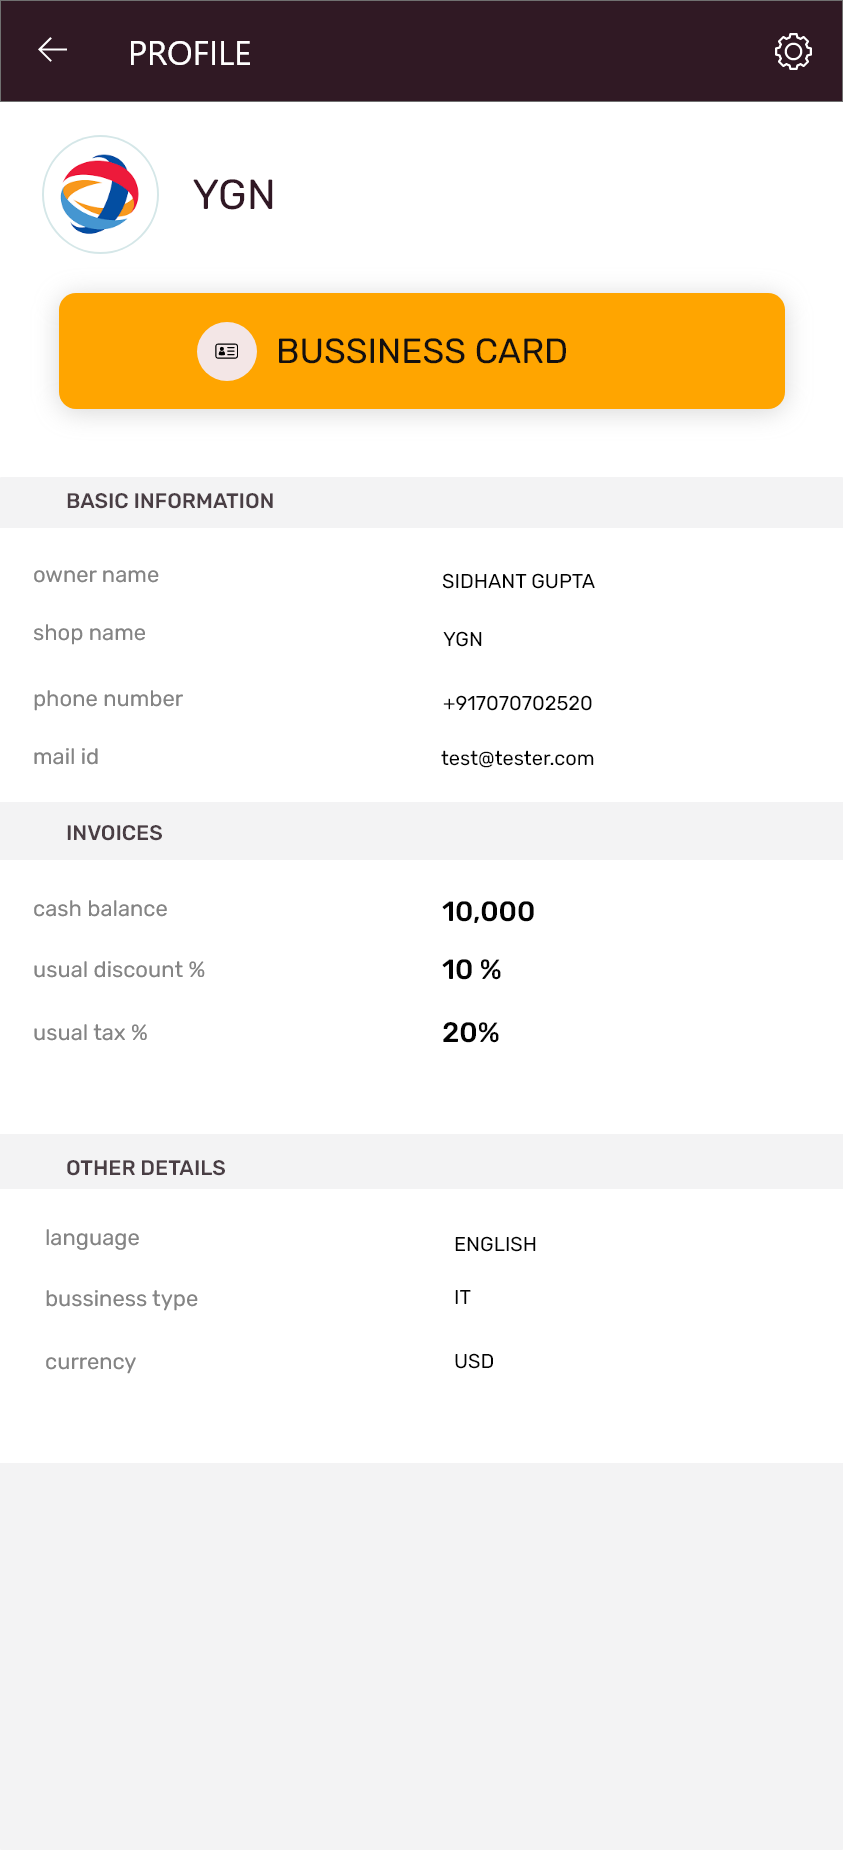 PROFILE
YGN
BUSSINESS CARD
BASIC INFORMATION
owner name SIDHANT GUPTA
shop name YGN
phone number +917070702520
mail id test@tester.com
INVOICES
cash balance 10,000
usual discount % 10 %
usual tax % 20%
OTHER DETAILS
language ENGLISH
bussiness type IT
currency USD